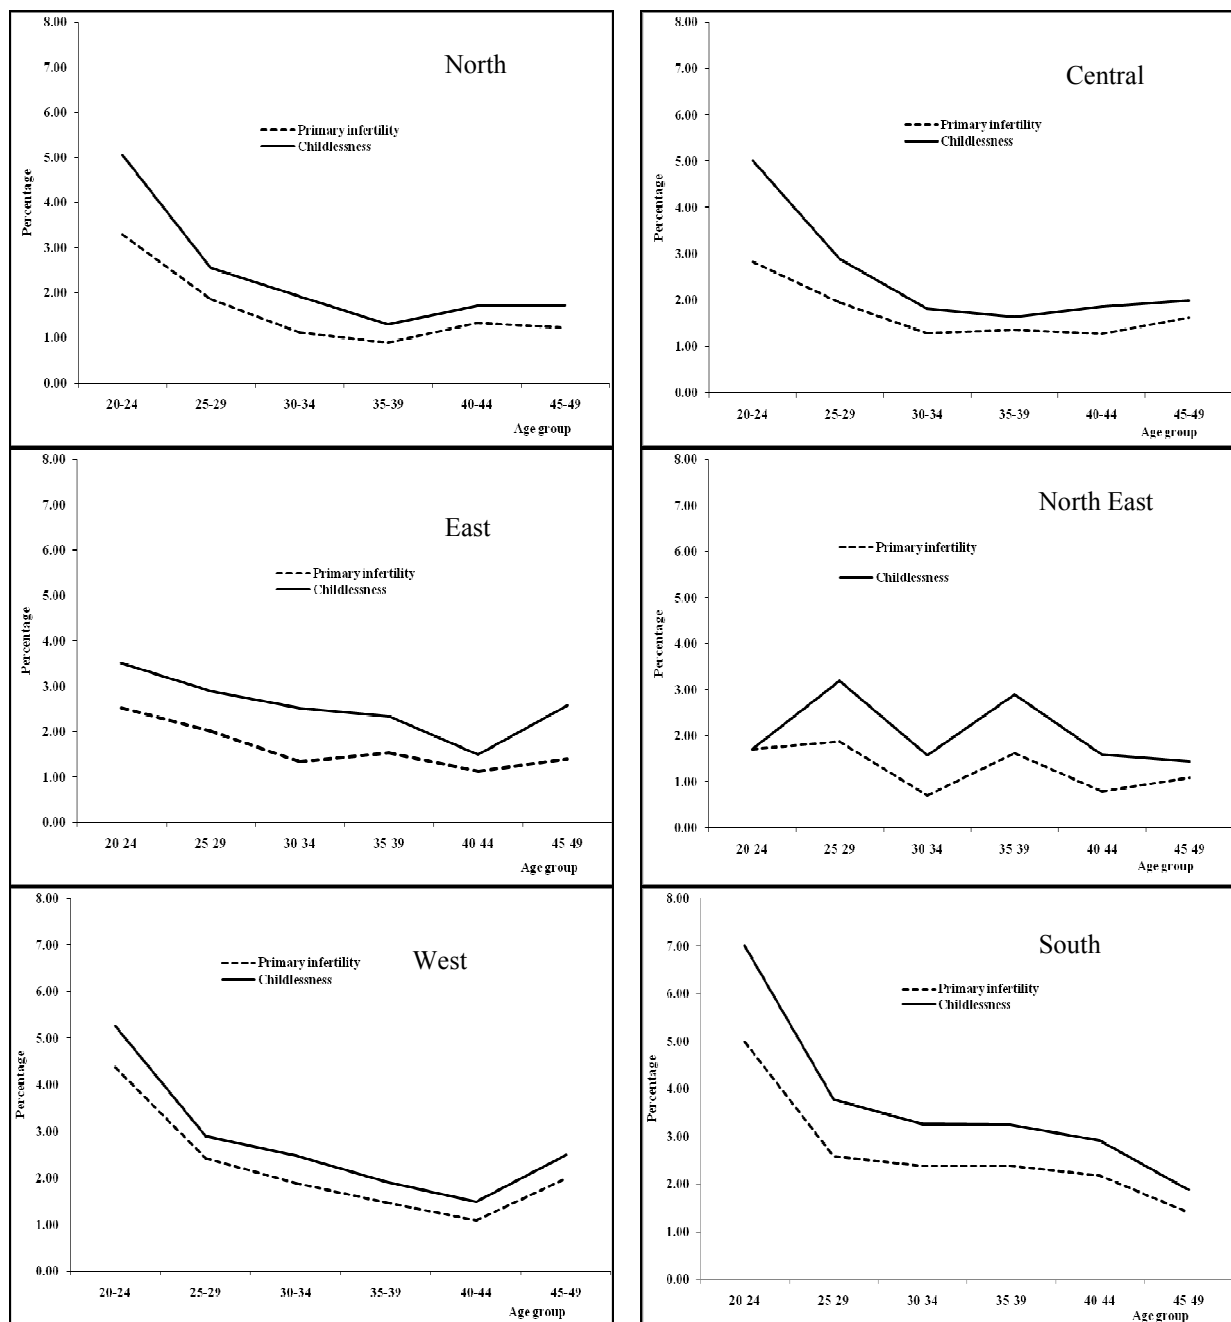 North
Primary infertility
Childlessness
Percentage
8.00
7.00
6.00
5.00
4.00
3.00
2.00
1.00
0.00
20-24 25-29 30-34 35-39 40-44 45-49
Age group
Central
Primary infertility
Childlessness
Percentage
8.00
7.00
6.00
5.00
4.00
3.00
2.00
1.00
0.00
20-24 25-29 30-34 35-39 40-44 45-49
Age group
East
Primary infertility
Childlessness
Percentage
8.00
7.00
6.00
5.00
4.00
3.00
2.00
1.00
0.00
20-24 25-29 30-34 35-39 40-44 45-49
Age group
North East
Primary infertility
Childlessness
Percentage
8.00
7.00
6.00
5.00
4.00
3.00
2.00
1.00
0.00
20-24 25-29 30-34 35-39 40-44 45-49
Age group
West
Primary infertility
Childlessness
Percentage
8.00
7.00
6.00
5.00
4.00
3.00
2.00
1.00
0.00
20-24 25-29 30-34 35-39 40-44 45-49
Age group
South
Primary infertility
Childlessness
Percentage
8.00
7.00
6.00
5.00
4.00
3.00
2.00
1.00
0.00
20-24 25-29 30-34 35-39 40-44 45-49
Age group